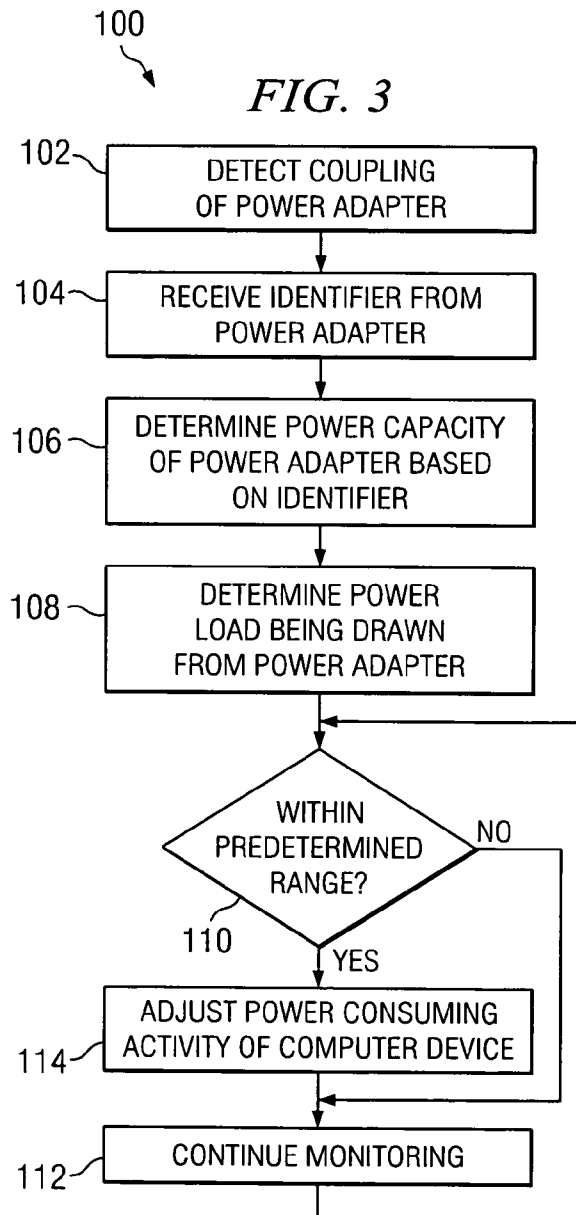 100
FIG. 3
102
DETECT COUPLING
OF POWER ADAPTER
104
RECEIVE IDENTIFIER FROM
POWER ADAPTER
106
DETERMINE POWER CAPACITY
OF POWER ADAPTER BASED
ON IDENTIFIER
108
DETERMINE POWER
LOAD BEING DRAWN
FROM POWER ADAPTER
WITHIN
PREDETERMINED
RANGE?
NO
110
YES
ADJUST POWER CONSUMING
ACTIVITY OF COMPUTER DEVICE
114
CONTINUE MONITORING
112